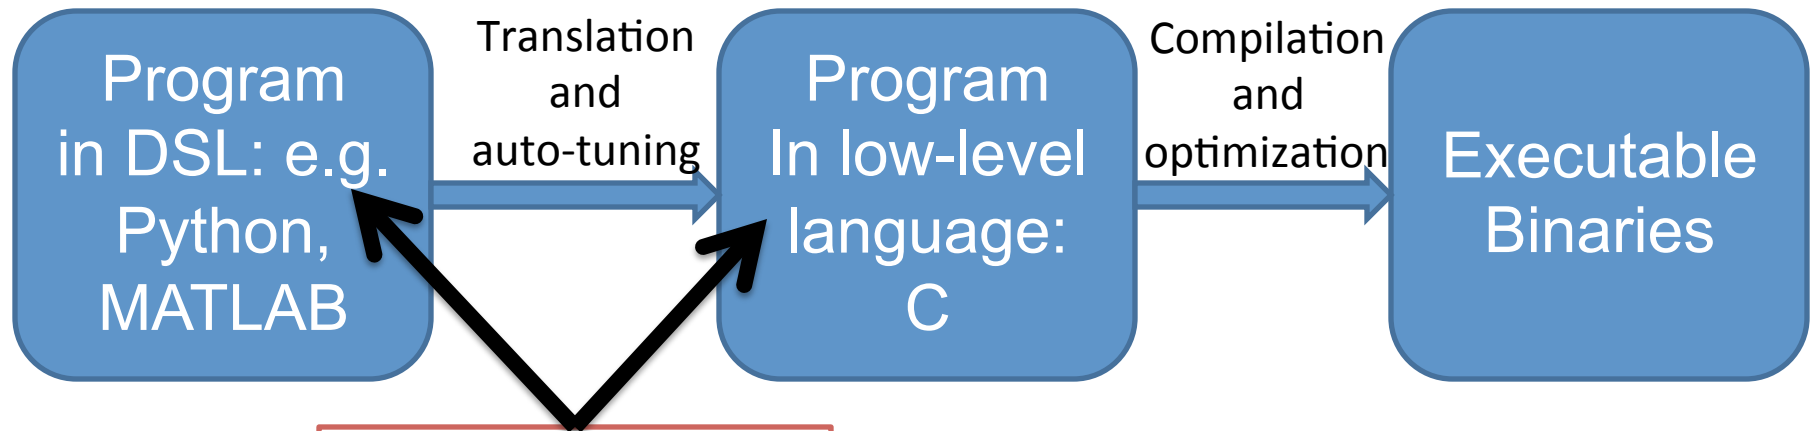 Program
in DSL: e.g.
Python,
MATLAB
Translation
and
auto-tuning
Program
In low-level
language:
C
Compilation
and
optimization
Executable
Binaries